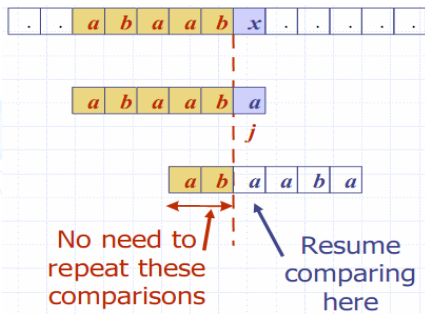 . . a b a a b x . . . . .
a b a a b a
j
a b a a b a
No need to
repeat these
comparisons
Resume
comparing
here